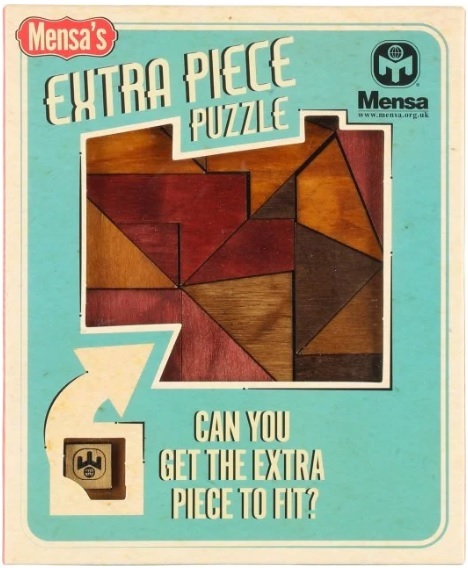 Mensa's
EXTRA PIECE
PUZZLE
Mensa
www.mensa.org.uk
CAN YOU
GET THE EXTRA
PIECE TO FIT?